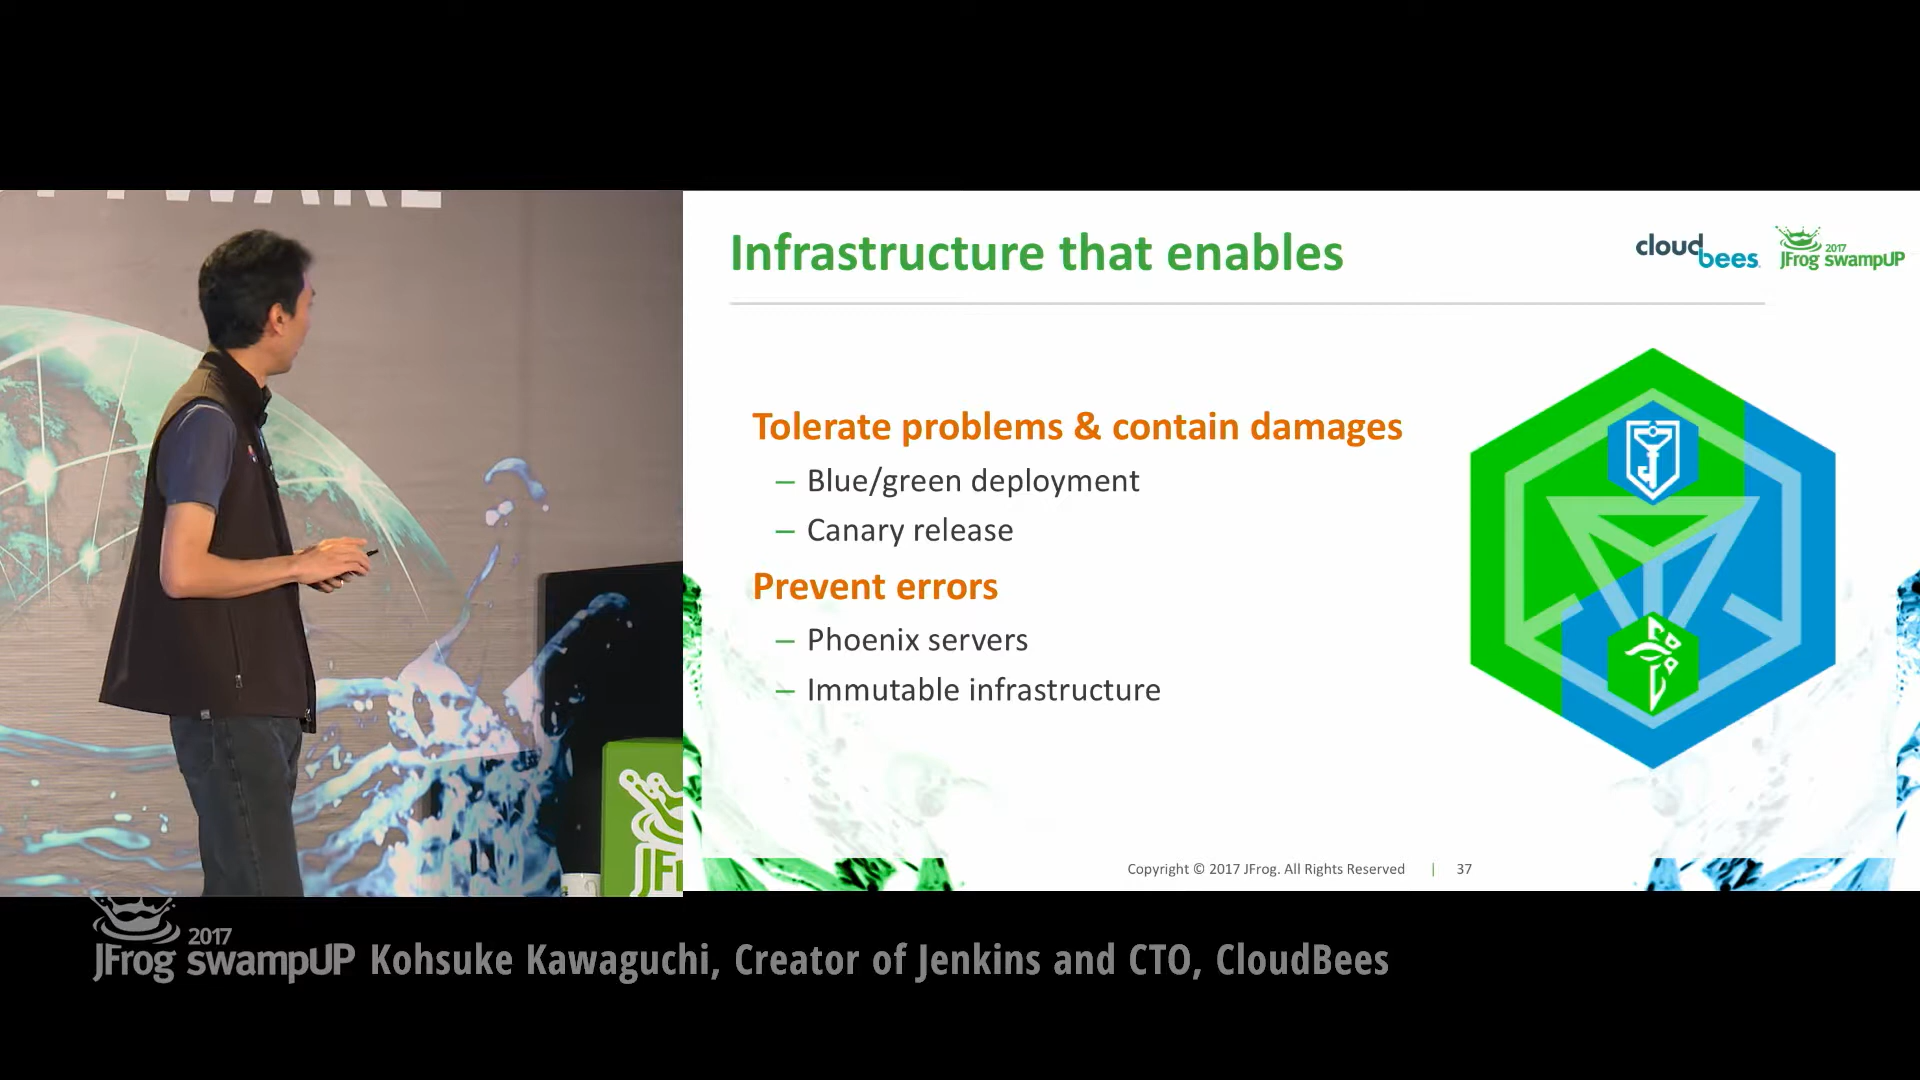 Infrastructure that enables
cloudbees
2017
JFrog swampUP
Tolerate problems & contain damages
– Blue/green deployment
– Canary release
Prevent errors
– Phoenix servers
– Immutable infrastructure
Copyright © 2017 JFrog. All Rights Reserved | 37
2017
JFrog swampUP Kohsuke Kawaguchi, Creator of Jenkins and CTO, CloudBees